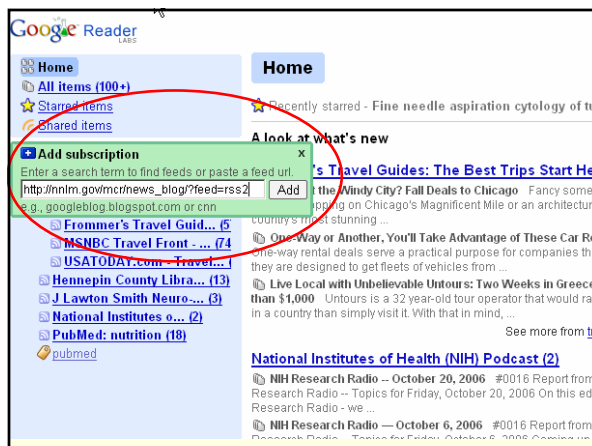 Google Reader
LABS
Home
All items (100+)
Starred items
Shared items
Add subscription x
Enter a search term to find feeds or paste a feed url.
http://nnlm.gov/mcr/news_blog/?feed=rss2 Add
e.g., googleblog.blogspot.com or cnn
Frommer's Travel Guid... (5
MSNBC Travel Front - ... (74
USATODAY.com - Travel... (
Hennepin County Libra... (13)
J Lawton Smith Neuro-... (3)
National Institutes o... (2)
PubMed: nutrition (18)
pubmed
Home
Recently starred - Fine needle aspiration cytology of tu
A look at what's new
's Travel Guides: The Best Trips Start He
t the Windy City? Fall Deals to Chicago Fancy some
opping on Chicago's Magnificent Mile or an architectur
country's most stunning ...
One-Way or Another, You'll Take Advantage of These Car R
One-way rental deals serve a practical purpose for companies th
they are designed to get fleets of vehicles from ...
Live Local with Unbelievable Untours: Two Weeks in Greece
than $1,000 Untours is a 32 year-old tour operator that would ra
in a country than simply visit it. With that in mind, ...
See more from t
National Institutes of Health (NIH) Podcast (2)
NIH Research Radio -- October 20, 2006 #0016 Report from
Research Radio -- Topics for Friday, October 20, 2006 On this ed
Research Radio - we ...
NIH Research Radio — October 6, 2006 #0015 Report from